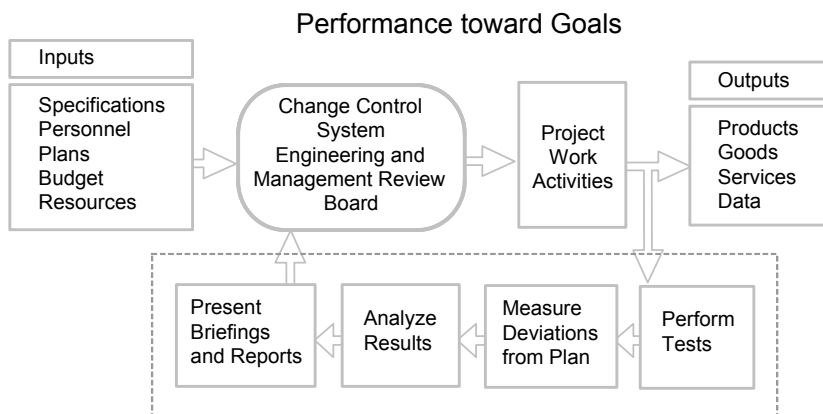 Performance toward Goals
Inputs
Specifications
Personnel
Plans
Budget
Resources
Change Control
System
Engineering and
Management Review
Board
Project
Work
Activities
Outputs
Products
Goods
Services
Data
Present
Briefings
and Reports
Analyze
Results
Measure
Deviations
from Plan
Perform
Tests